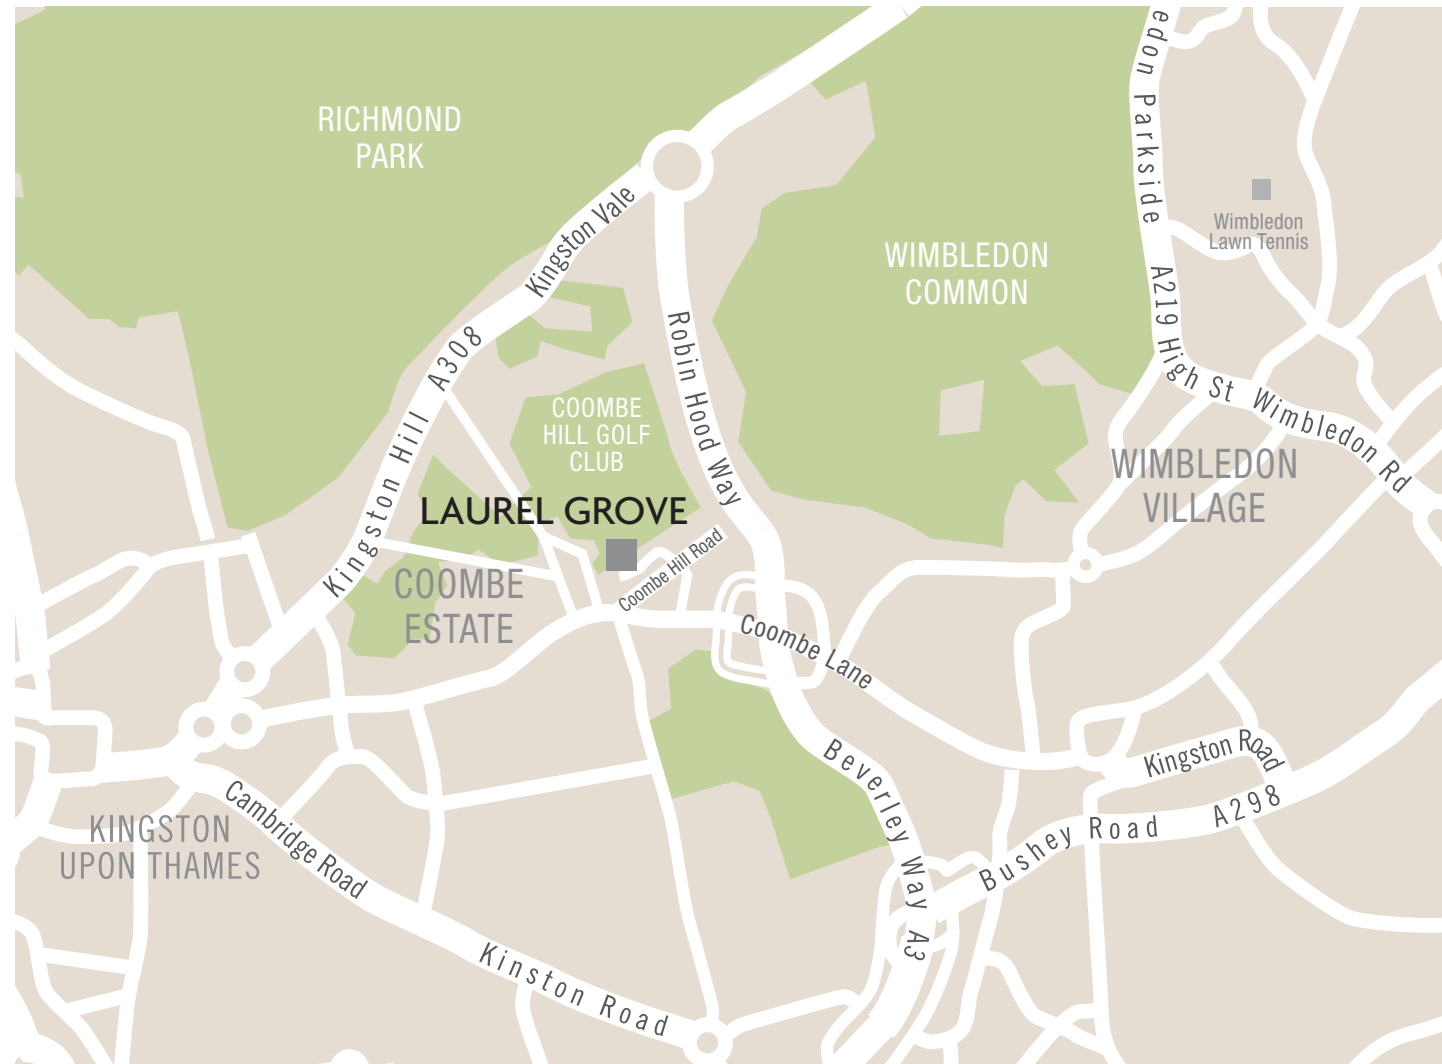 edon Parkside A219 High St Wimbledon Rd
RICHMOND
PARK
Kingston Vale
Wimbledon
Lawn Tennis
WIMBLEDON
COMMON
Kingston Hill A308
Robin Hood Way
COOMBE
HILL GOLF
CLUB
WIMBLEDON
VILLAGE
LAUREL GROVE
Coombe Hill Road
COOMBE
ESTATE
Coombe Lane
Kingston Road
Beverley Way A3
Bushey Road A298
KINGSTON
UPON THAMES
Cambridge Road
Kinston Road